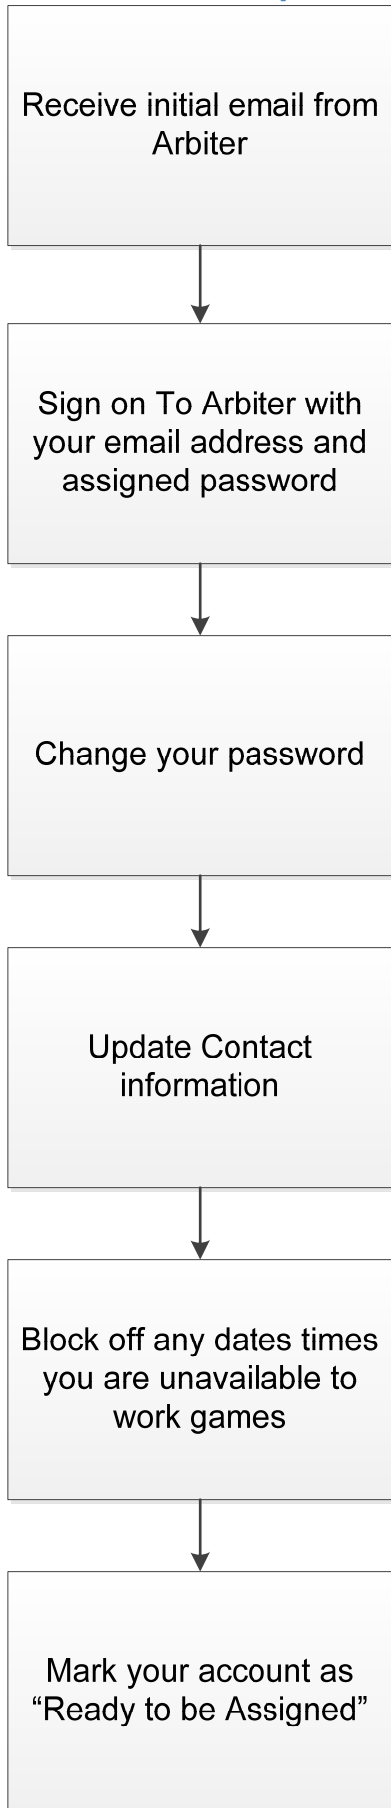 Receive initial email from
Arbiter
Sign on To Arbiter with
your email address and
assigned password
Change your password
Update Contact
information
Block off any dates times
you are unavailable to
work games
Mark your account as
“Ready to be Assigned”